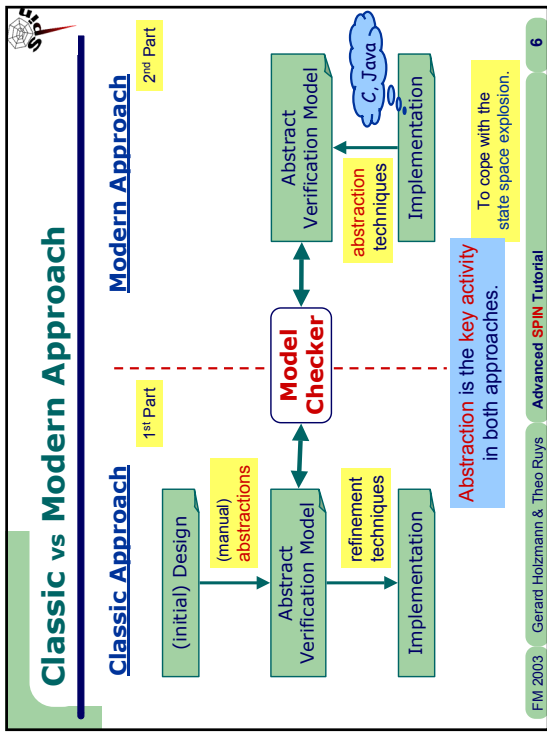 Spin
Classic vs Modern Approach
Classic Approach
1st Part
(initial) Design
(manual)
abstractions
Abstract
Verification Model
refinement
techniques
Implementation
Model
Checker
Modern Approach
2nd Part
Abstract
Verification Model
abstraction
techniques
C, Java
Implementation
Abstraction is the key activity
in both approaches.
To cope with the
state space explosion.
FM 2003 Gerard Holzmann & Theo Ruys Advanced SPIN Tutorial 6